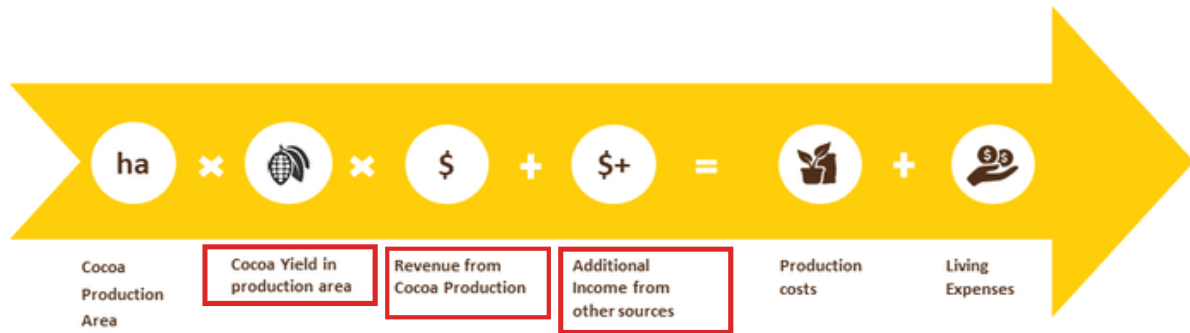 ha × × $ + $+ = +
Cocoa
Production
Area
Cocoa Yield in
production area
Revenue from
Cocoa Production
Additional
Income from
other sources
Production
costs
Living
Expenses